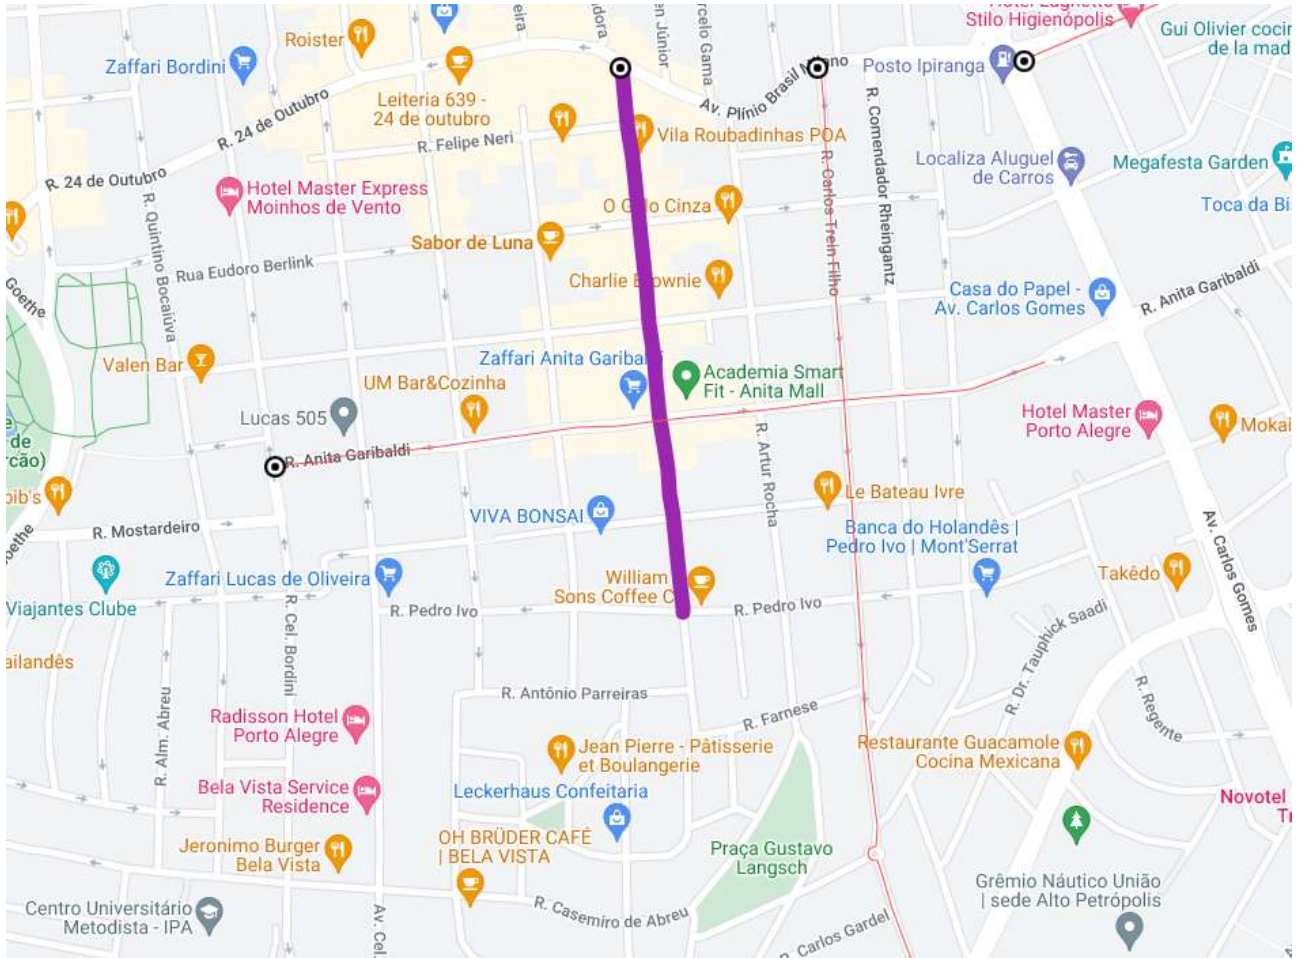 Hotel Laghetto
Stilo Higienópolis
Gui Olivier cocin
de la mad
Roister
Zaffari Bordini
Leiteria 639 -
24 de outubro
R. 24 de Outubro
R. Felipe Neri
Vila Roubadinhas POA
Av. Plínio Brasil Milano
Posto Ipiranga
R. Comendador Rheingantz
Localiza Aluguel
de Carros
Megafesta Garden
Toca da Bi
R. 24 de Outubro
Hotel Master Express
Moinhos de Vento
R. Quintino Bocaiúva
Sabor de Luna
Rua Eudoro Berlink
Charlie Brownie
R. Carlos Trein Filho
Casa do Papel -
Av. Carlos Gomes
R. Anita Garibaldi
Goethe
Valen Bar
UM Bar&Cozinha
Zaffari Anita Garibaldi
Academia Smart
Fit - Anita Mall
Lucas 505
R. Anita Garibaldi
Hotel Master
Porto Alegre
Mokai
de
rcão)
R. Mostardeiro
VIVA BONSAI
R. Artur Rocha
Le Bateau Ivre
Banca do Holandês |
Pedro Ivo | Mont'Serrat
Av. Carlos Gomes
Viajantes Clube
Zaffari Lucas de Oliveira
William
Sons Coffee C
R. Pedro Ivo
R. Pedro Ivo
Takêdo
R. Cel. Bordini
R. Dr. Tauphick Saadi
R. Regente
ailandês
R. Alm. Abreu
R. Antônio Parreiras
R. Farnese
Radisson Hotel
Porto Alegre
Jean Pierre - Pâtisserie
et Boulangerie
Restaurante Guacamole
Cocina Mexicana
Bela Vista Service
Residence
Leckerhaus Confeitaria
Novotel
Jeronimo Burger
Bela Vista
OH BRÜDER CAFÉ
| BELA VISTA
Praça Gustavo
Langsch
Grêmio Náutico União
| sede Alto Petrópolis
Centro Universitário
Metodista - IPA
Av. Cel.
R. Casemiro de Abreu
R. Carlos Gardel